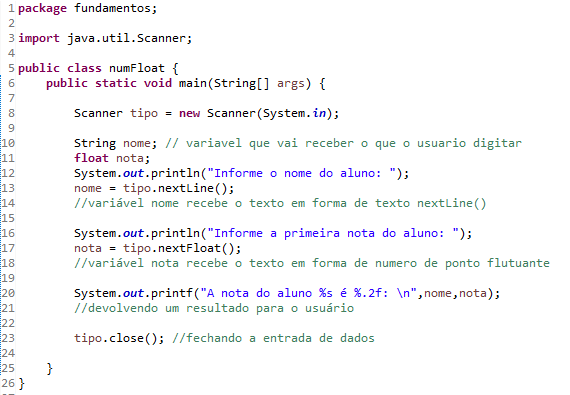 1 package fundamentos;
2
3 import java.util.Scanner;
4
5 public class numFloat {
6 public static void main(String[] args) {
7
8 Scanner tipo = new Scanner(System.in);
9
10 String nome; // variavel que vai receber o que o usuario digitar
11 float nota;
12 System.out.println("Informe o nome do aluno: ");
13 nome = tipo.nextLine();
14 //variável nome recebe o texto em forma de texto nextLine()
15
16 System.out.println("Informe a primeira nota do aluno: ");
17 nota = tipo.nextFloat();
18 //variável nota recebe o texto em forma de numero de ponto flutuante
19
20 System.out.printf("A nota do aluno %s é %.2f: \n",nome,nota);
21 //devolvendo um resultado para o usuário
22
23 tipo.close(); //fechando a entrada de dados
24
25 }
26 }